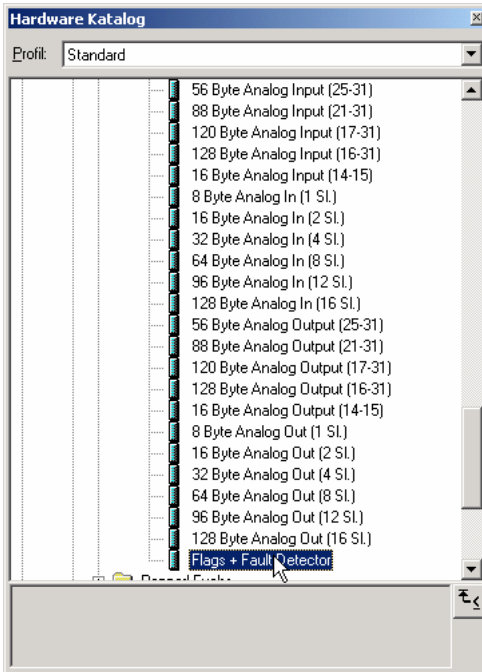 Hardware Katalog
Profil: Standard
56 Byte Analog Input (25-31)
88 Byte Analog Input (21-31)
120 Byte Analog Input (17-31)
128 Byte Analog Input (16-31)
16 Byte Analog Input (14-15)
8 Byte Analog In (1 Sl.)
16 Byte Analog In (2 Sl.)
32 Byte Analog In (4 Sl.)
64 Byte Analog In (8 Sl.)
96 Byte Analog In (12 Sl.)
128 Byte Analog In (16 Sl.)
56 Byte Analog Output (25-31)
88 Byte Analog Output (21-31)
120 Byte Analog Output (17-31)
128 Byte Analog Output (16-31)
16 Byte Analog Output (14-15)
8 Byte Analog Out (1 Sl.)
16 Byte Analog Out (2 Sl.)
32 Byte Analog Out (4 Sl.)
64 Byte Analog Out (8 Sl.)
96 Byte Analog Out (12 Sl.)
128 Byte Analog Out (16 Sl.)
Flags + Fault Detector